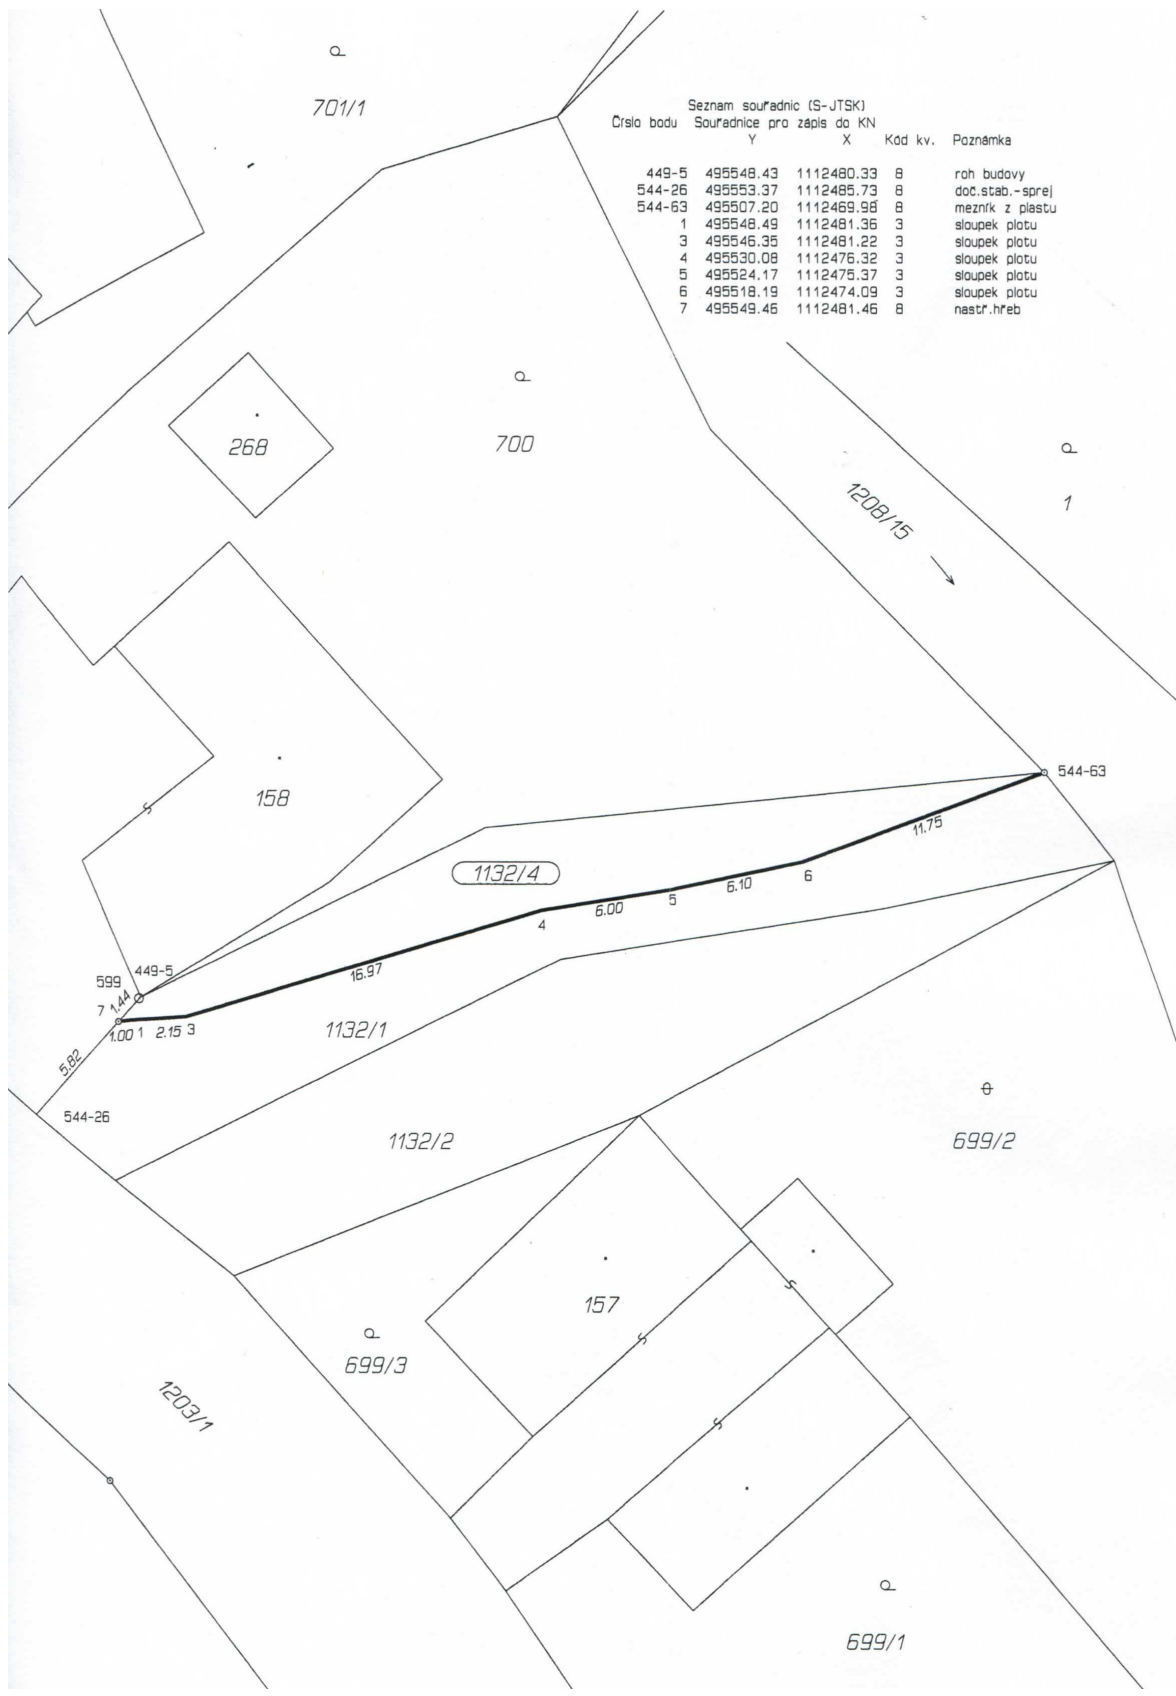 701/1
Seznam souřadnic (S-JTSK)
Číslo bodu Souřadnice pro zápis do KN
Y X Kód kv. Poznámka
449-5 495548.43 1112480.33 8 roh budovy
544-26 495553.37 1112485.73 8 doč.stab.-sprej
544-63 495507.20 1112469.98 8 mezník z plastu
1 495548.49 1112481.36 3 sloupek plotu
3 495546.35 1112481.22 3 sloupek plotu
4 495530.08 1112476.32 3 sloupek plotu
5 495524.17 1112475.37 3 sloupek plotu
6 495518.19 1112474.09 3 sloupek plotu
7 495549.46 1112481.46 8 nastř.hřeb
268
700
1208/15
1
158
544-63
11.75
1132/4
6
6.10
5
6.00
4
449-5
599
16.97
7 1.44
1.00 1 2.15 3
1132/1
5.82
544-26
1132/2
699/2
157
699/3
1203/1
699/1